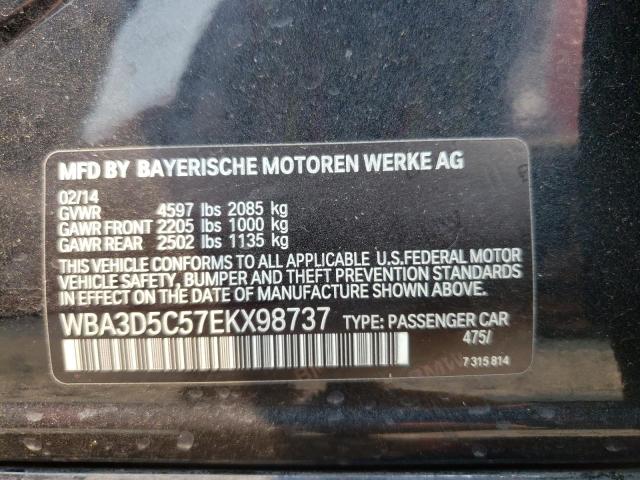 MFD BY BAYERISCHE MOTOREN WERKE AG
02/14
GVWR 4597 lbs 2085 kg
GAWR FRONT 2205 lbs 1000 kg
GAWR REAR 2502 lbs 1135 kg
THIS VEHICLE CONFORMS TO ALL APPLICABLE U.S.FEDERAL MOTOR
VEHICLE SAFETY, BUMPER AND THEFT PREVENTION STANDARDS
IN EFFECT ON THE DATE OF MANUFACTURE SHOWN ABOVE.
WBA3D5C57EKX98737 TYPE: PASSENGER CAR
475/
7 315 814